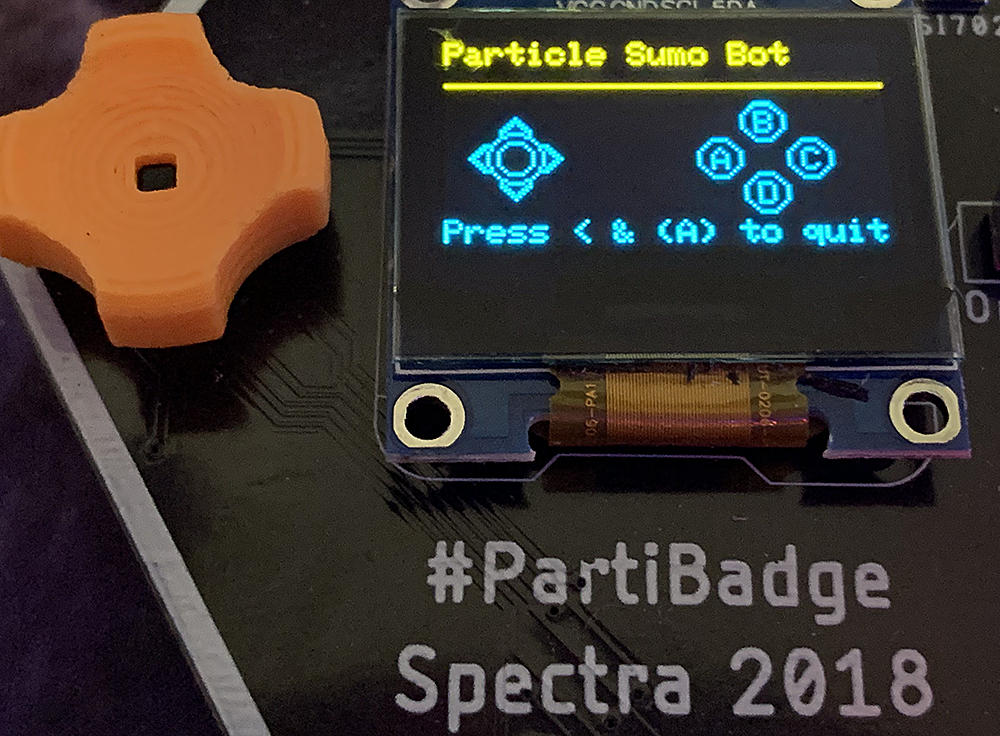 VCC GND SCL SDA
SI702
Particle Sumo Bot
B
A C
D
Press < & (A) to quit
#PartiBadge
Spectra 2018